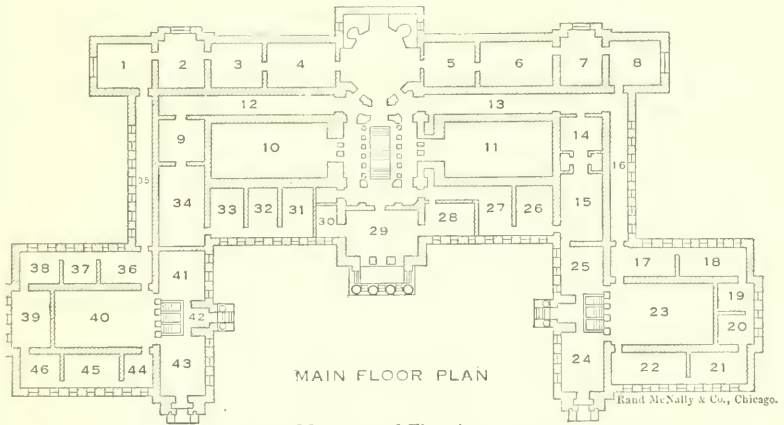 1 2 3 4 5 6 7 8
12 13
9 10 11 14
35 16
34 33 32 31 30 29 28 27 26 15
38 37 36 41 25 17 18
39 40 42 23 19
20
46 45 44 43 24 22 21
MAIN FLOOR PLAN
Rand McNally & Co., Chicago.